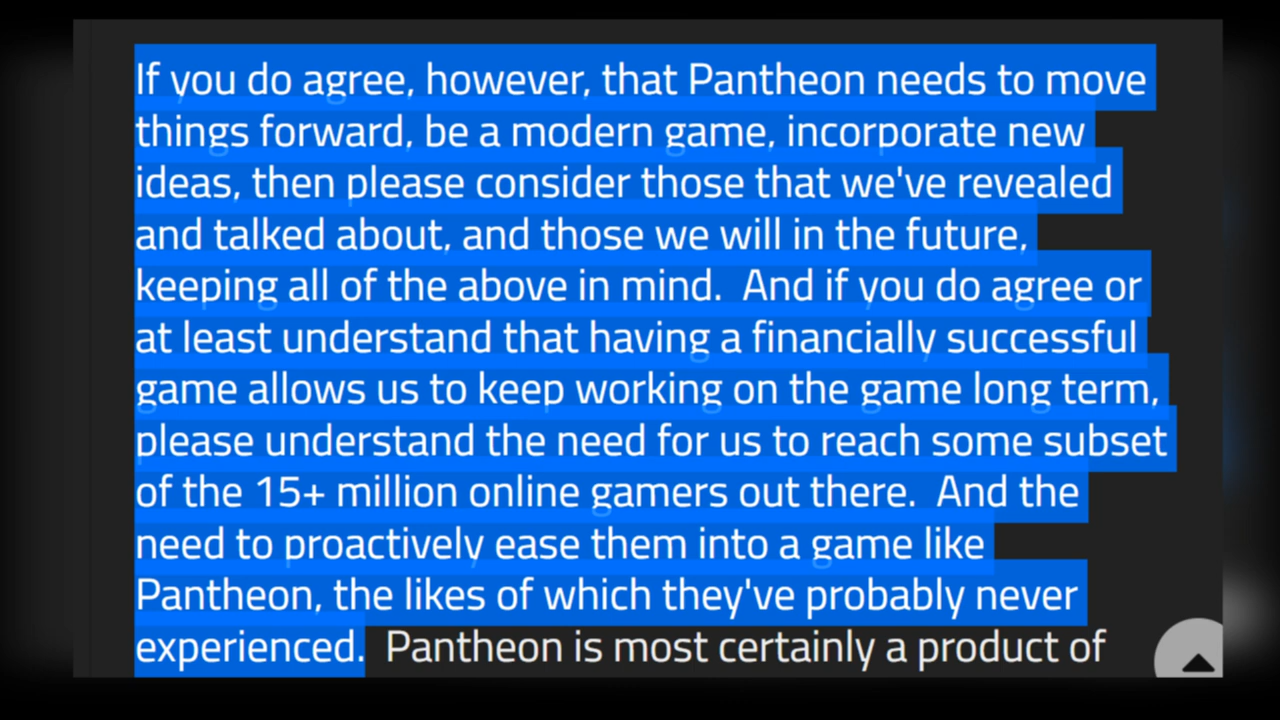 If you do agree, however, that Pantheon needs to move
things forward, be a modern game, incorporate new
ideas, then please consider those that we've revealed
and talked about, and those we will in the future,
keeping all of the above in mind.  And if you do agree or
at least understand that having a financially successful
game allows us to keep working on the game long term,
please understand the need for us to reach some subset
of the 15+ million online gamers out there.  And the
need to proactively ease them into a game like
Pantheon, the likes of which they've probably never
experienced.  Pantheon is most certainly a product of